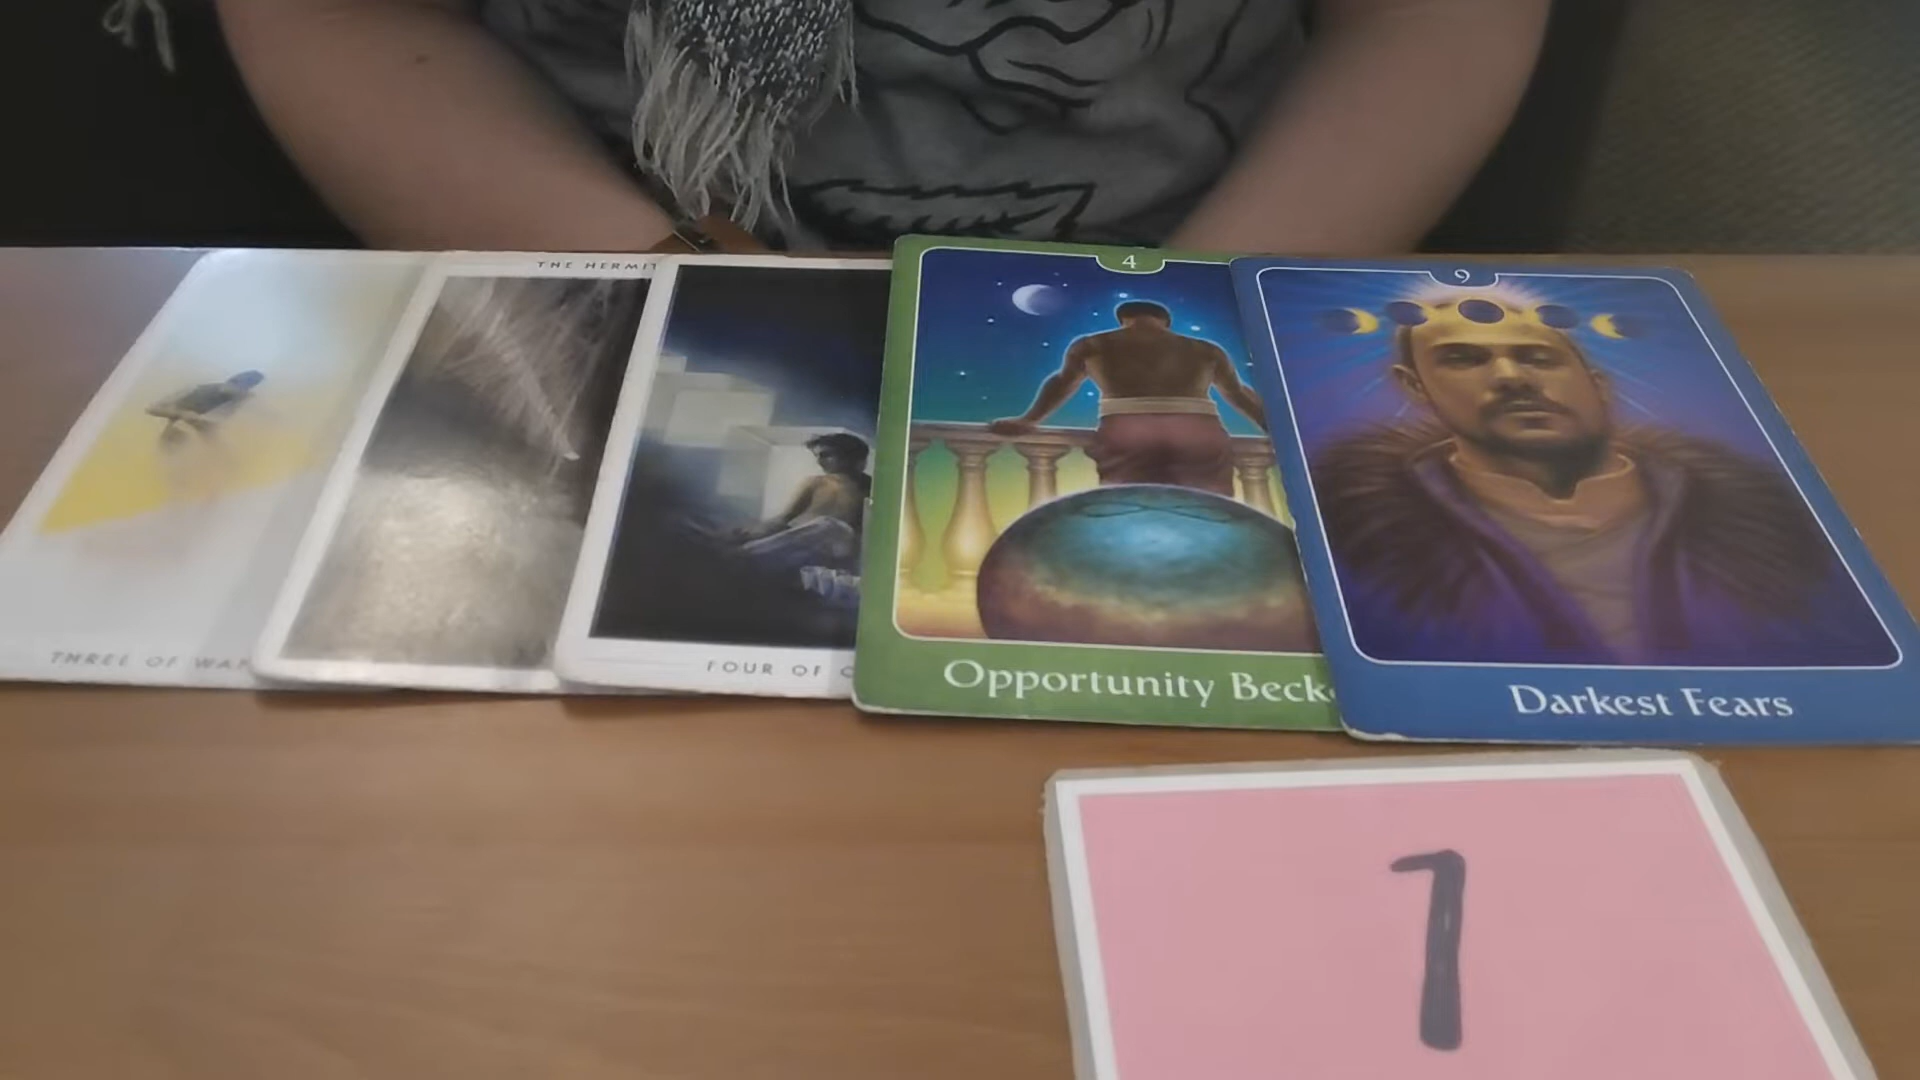 THE HERMIT
4
9
THREE OF WA
FOUR OF C
Opportunity Beck
Darkest Fears
1